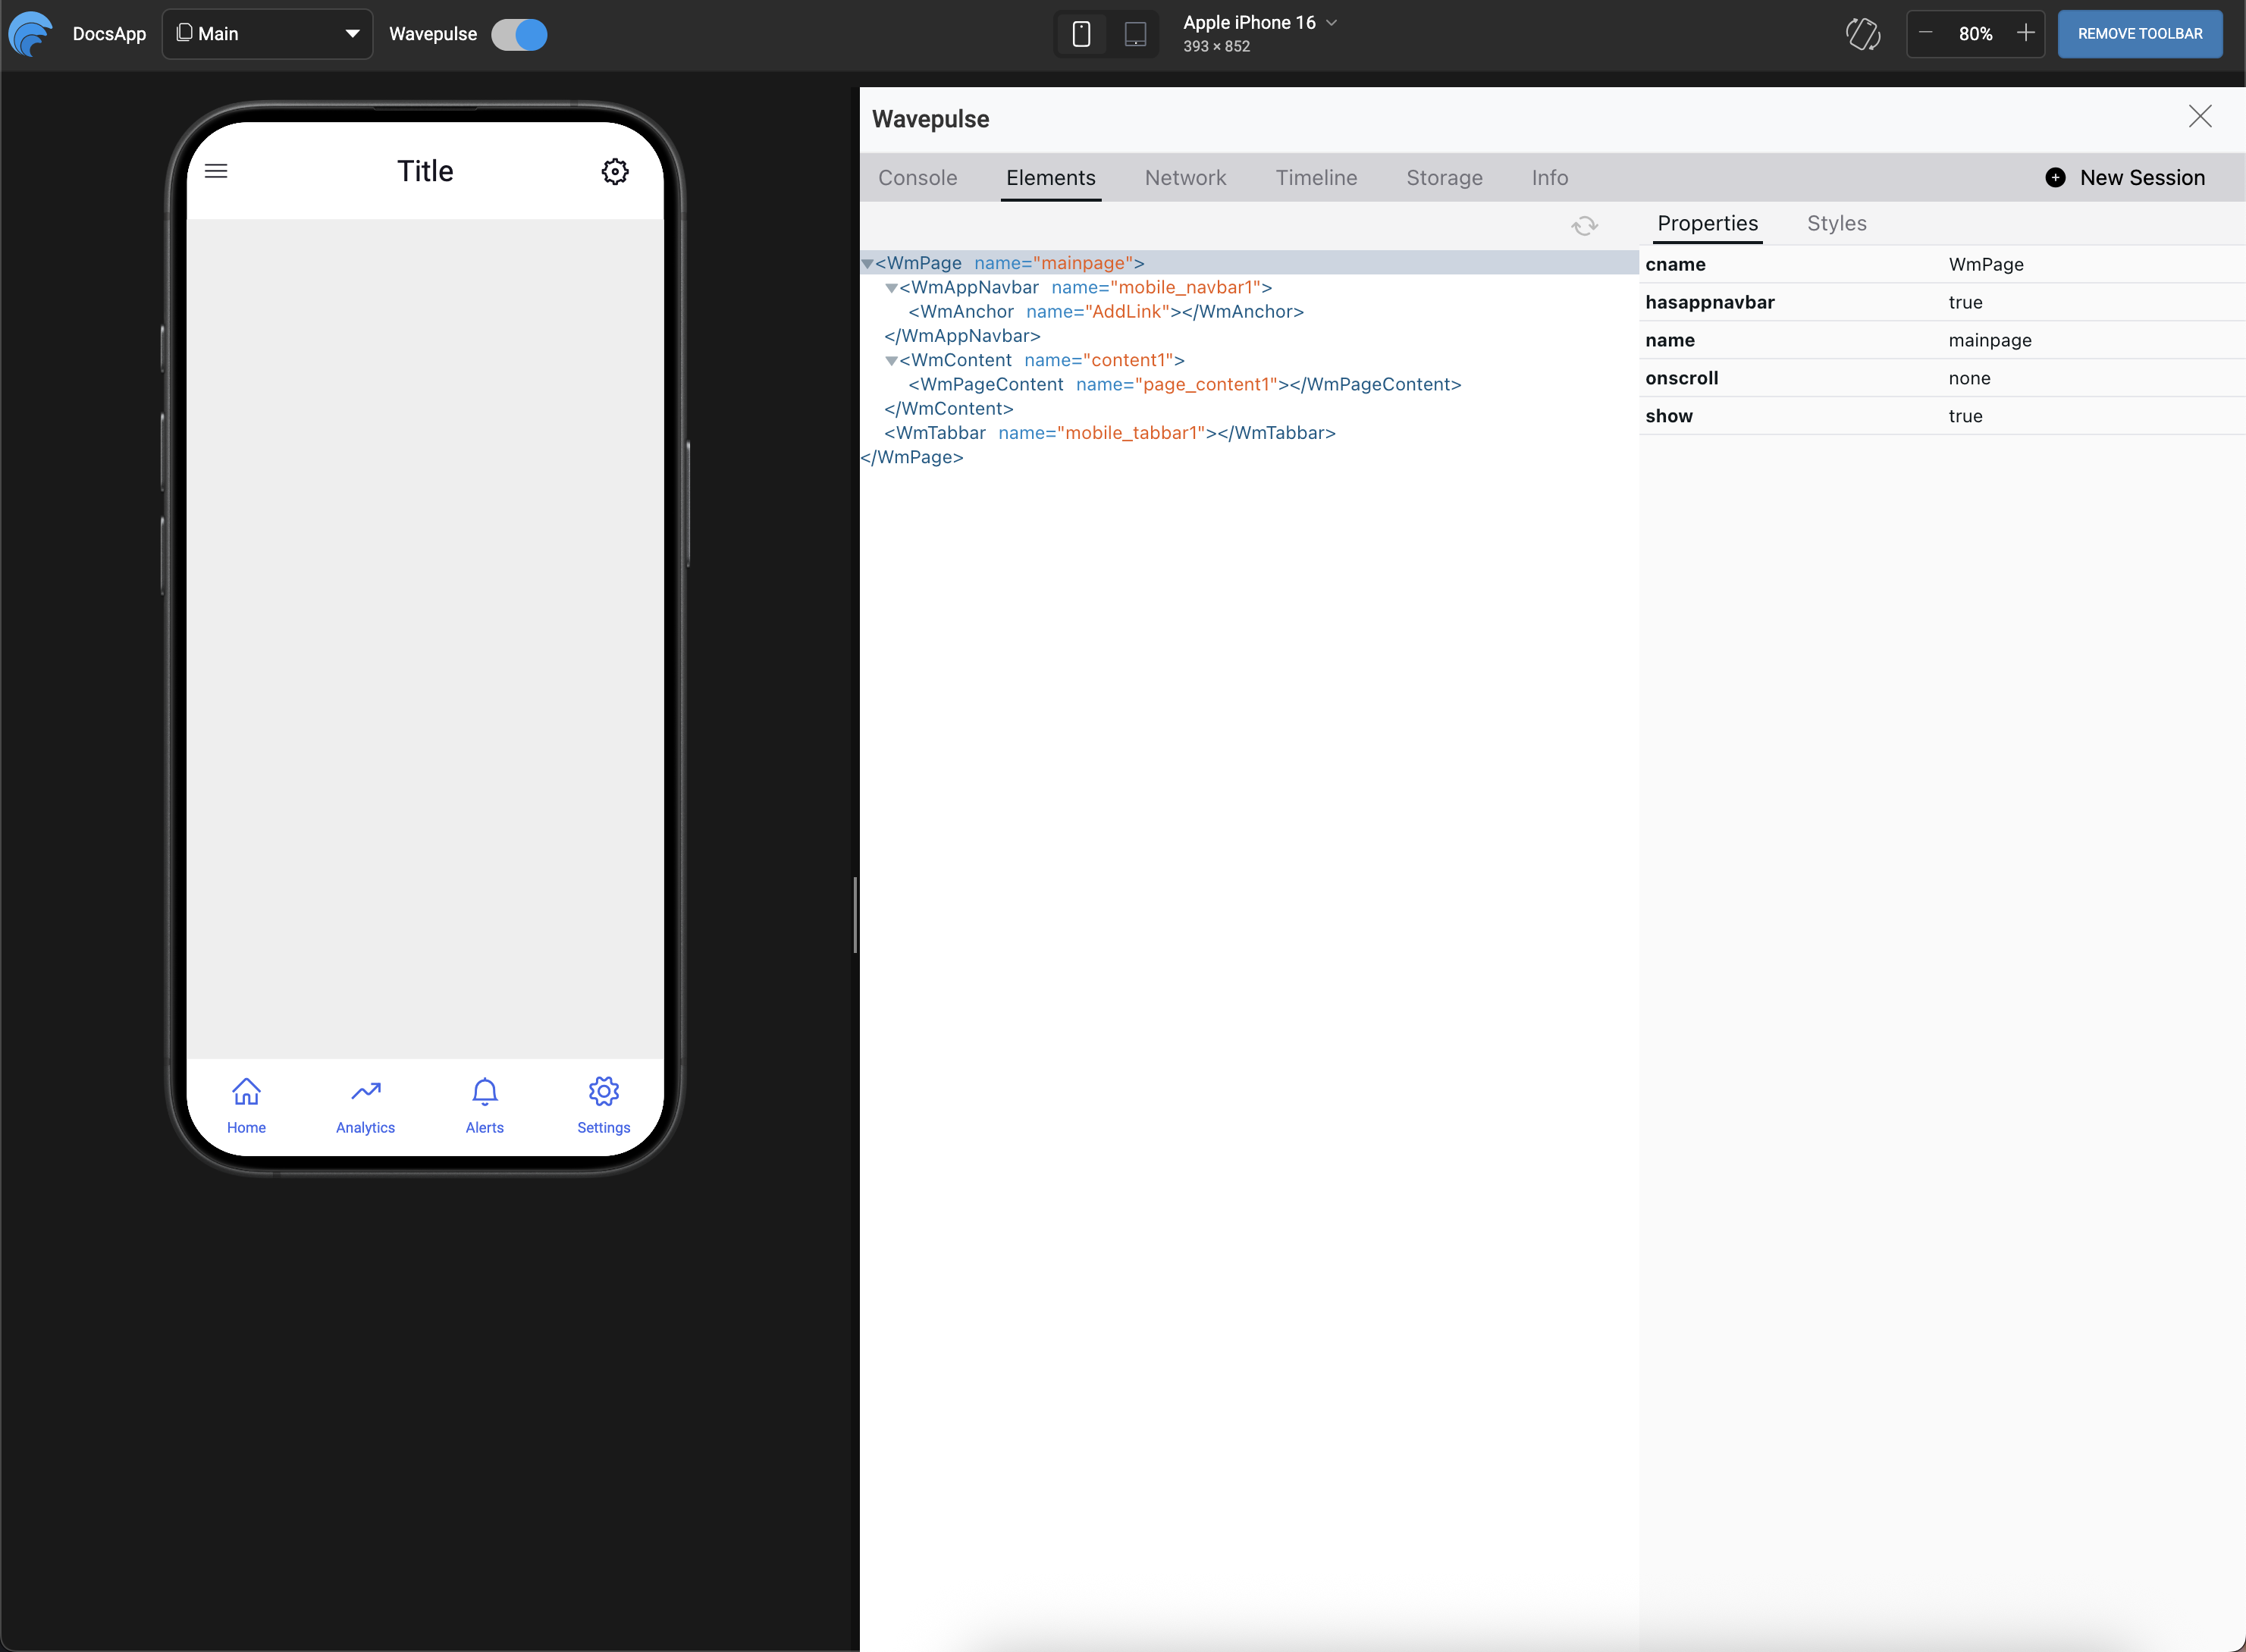 DocsApp
Main
Wavepulse
Apple iPhone 16
393 × 852
80%
REMOVE TOOLBAR
Title
Home
Analytics
Alerts
Settings
Wavepulse
Console Elements Network Timeline Storage Info
New Session
<WmPage name="mainpage">
<WmAppNavbar name="mobile_navbar1">
<WmAnchor name="AddLink"></WmAnchor>
</WmAppNavbar>
<WmContent name="content1">
<WmPageContent name="page_content1"></WmPageContent>
</WmContent>
<WmTabbar name="mobile_tabbar1"></WmTabbar>
</WmPage>
Properties Styles
cname WmPage
hasappnavbar true
name mainpage
onscroll none
show true